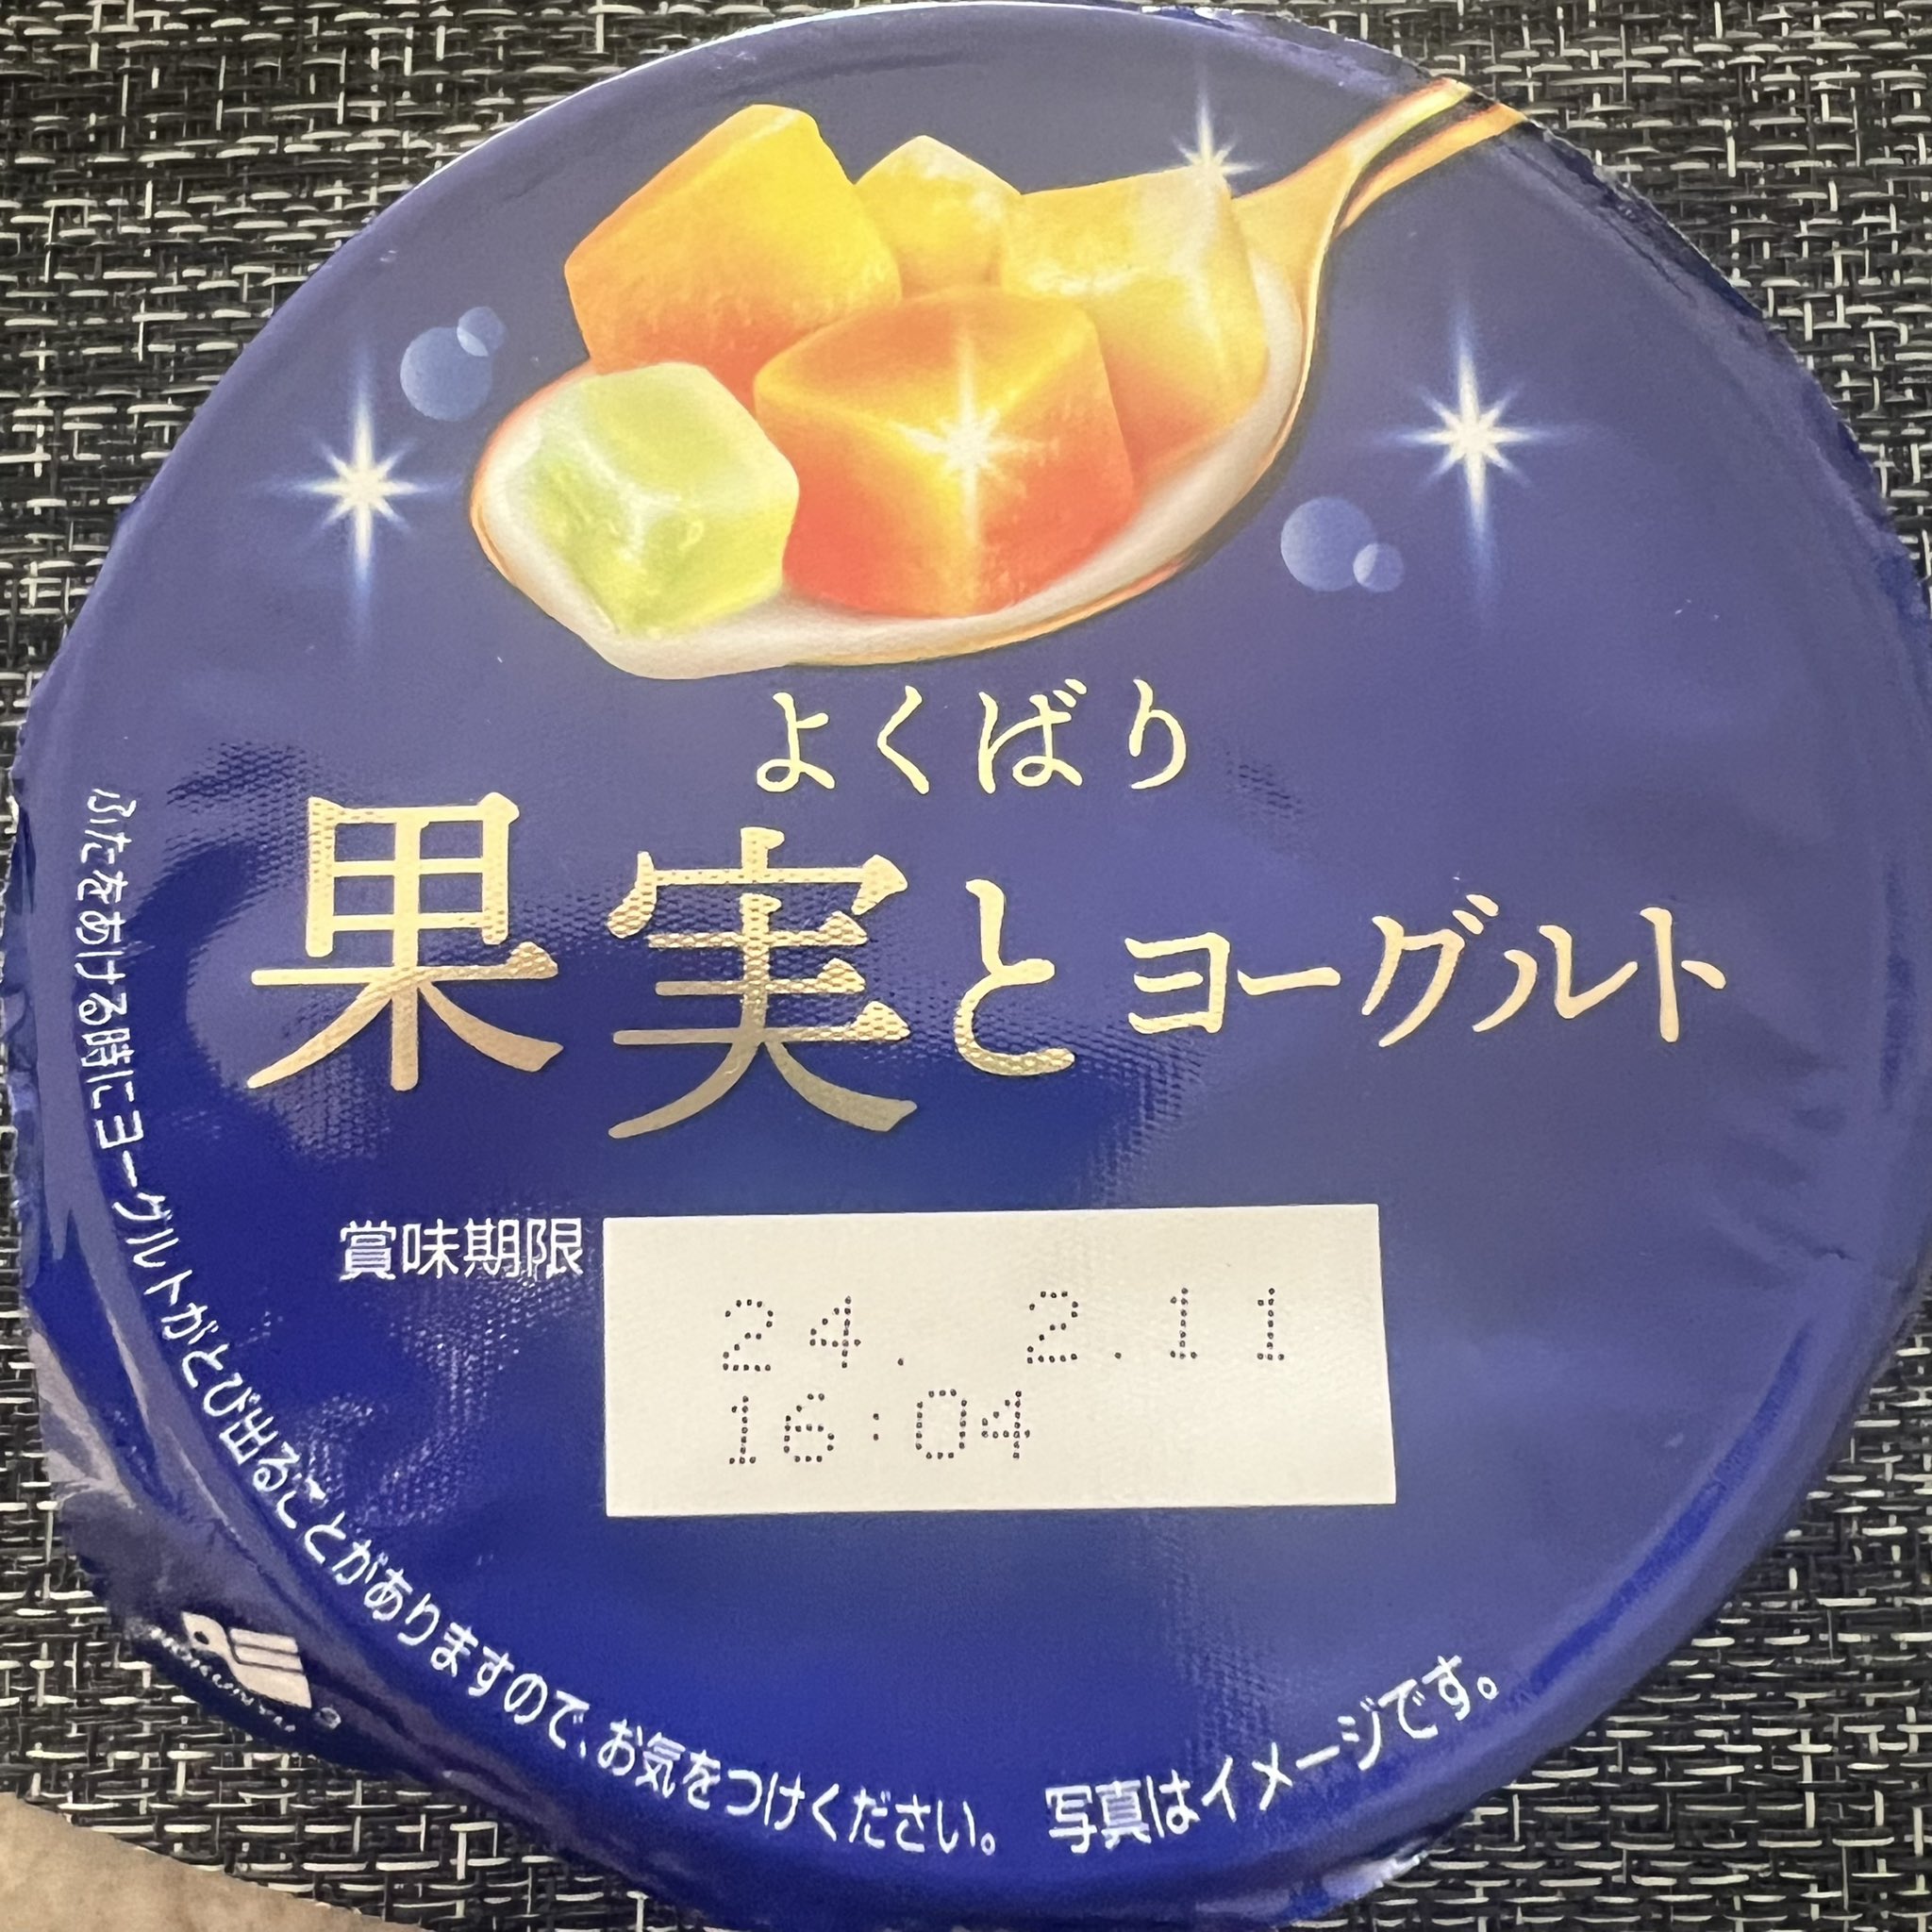 よくばり
果実とヨーグルト
賞味期限
24. 2.11
16:04
ふたをあける時にヨーグルトがとび出ることがありますので、お気をつけください。 写真はイメージです。